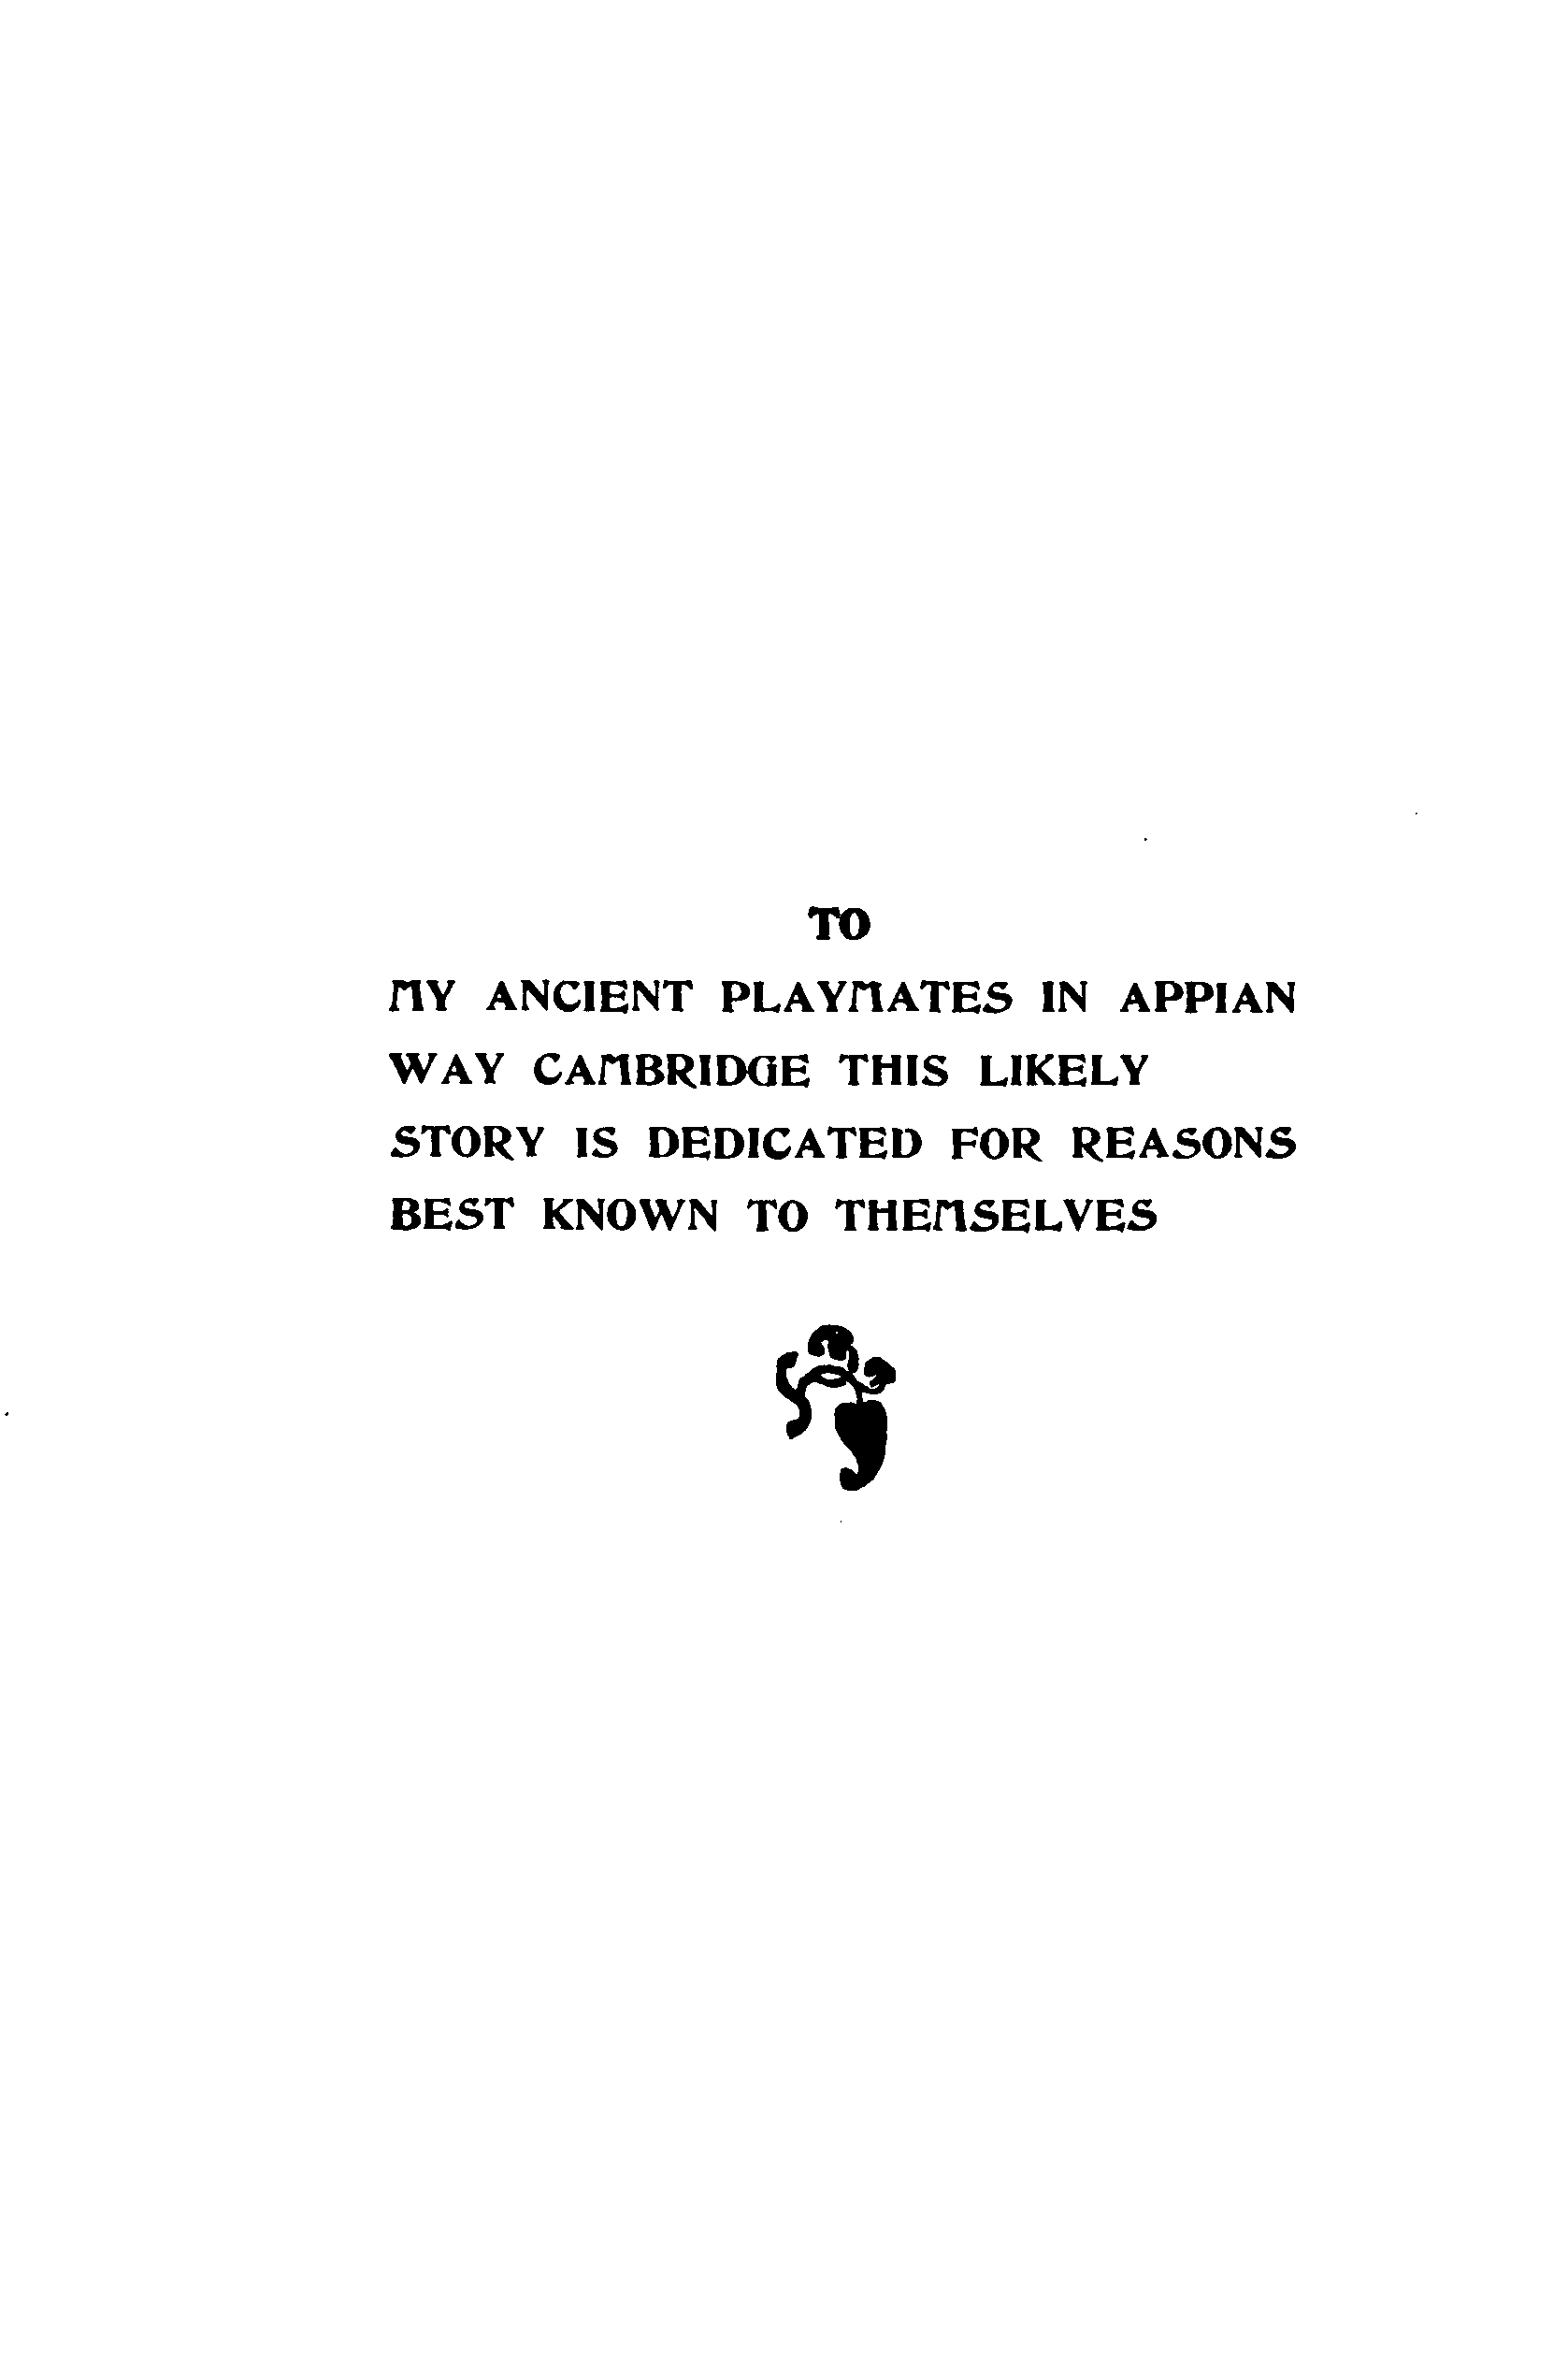 TO
MY ANCIENT PLAYMATES IN APPIAN
WAY CAMBRIDGE THIS LIKELY
STORY IS DEDICATED FOR REASONS
BEST KNOWN TO THEMSELVES